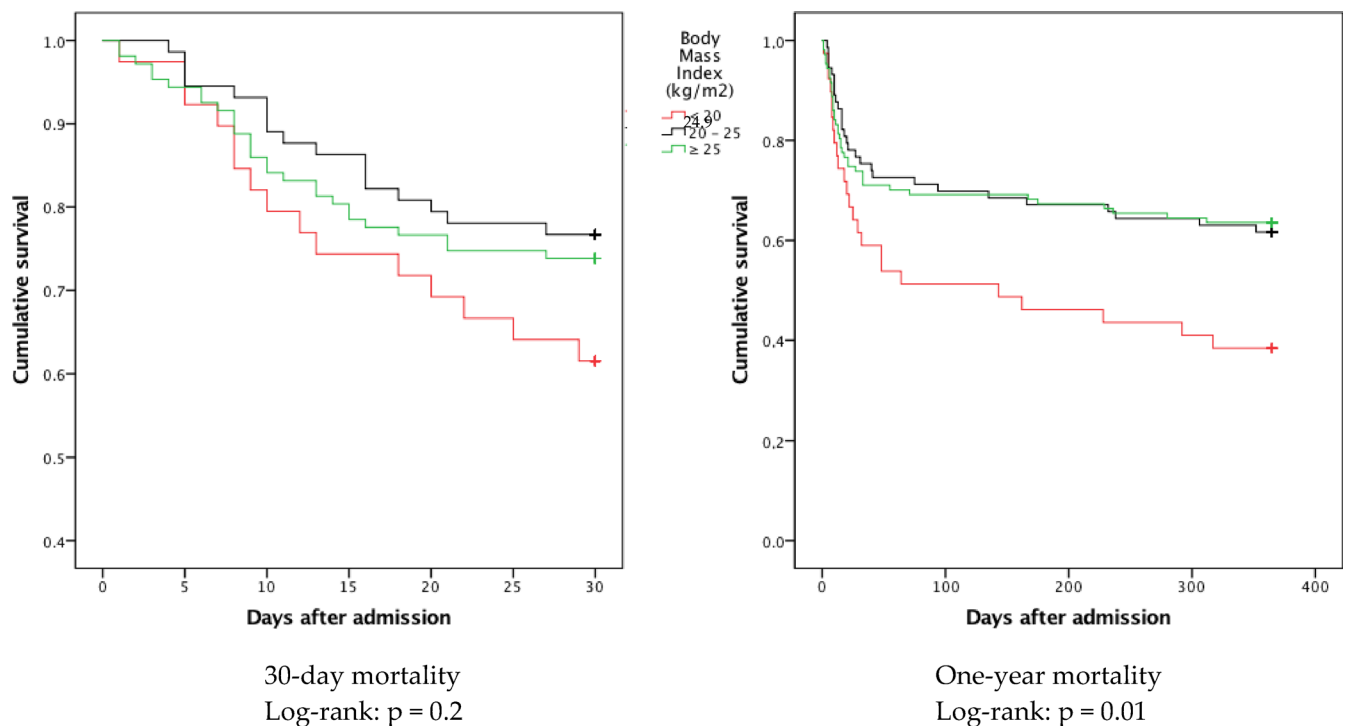 1.0
0.9
0.8
0.7
0.6
0.5
0.4
Cumulative survival
0
5
10
15
20
25
30
Days after admission
Body
Mass
Index
(kg/m2)
< 20
24.9
20 – 25
≥ 25
1.0
0.8
0.6
0.4
0.2
0.0
Cumulative survival
0
100
200
300
400
Days after admission
30-day mortality
Log-rank: p = 0.2
One-year mortality
Log-rank: p = 0.01